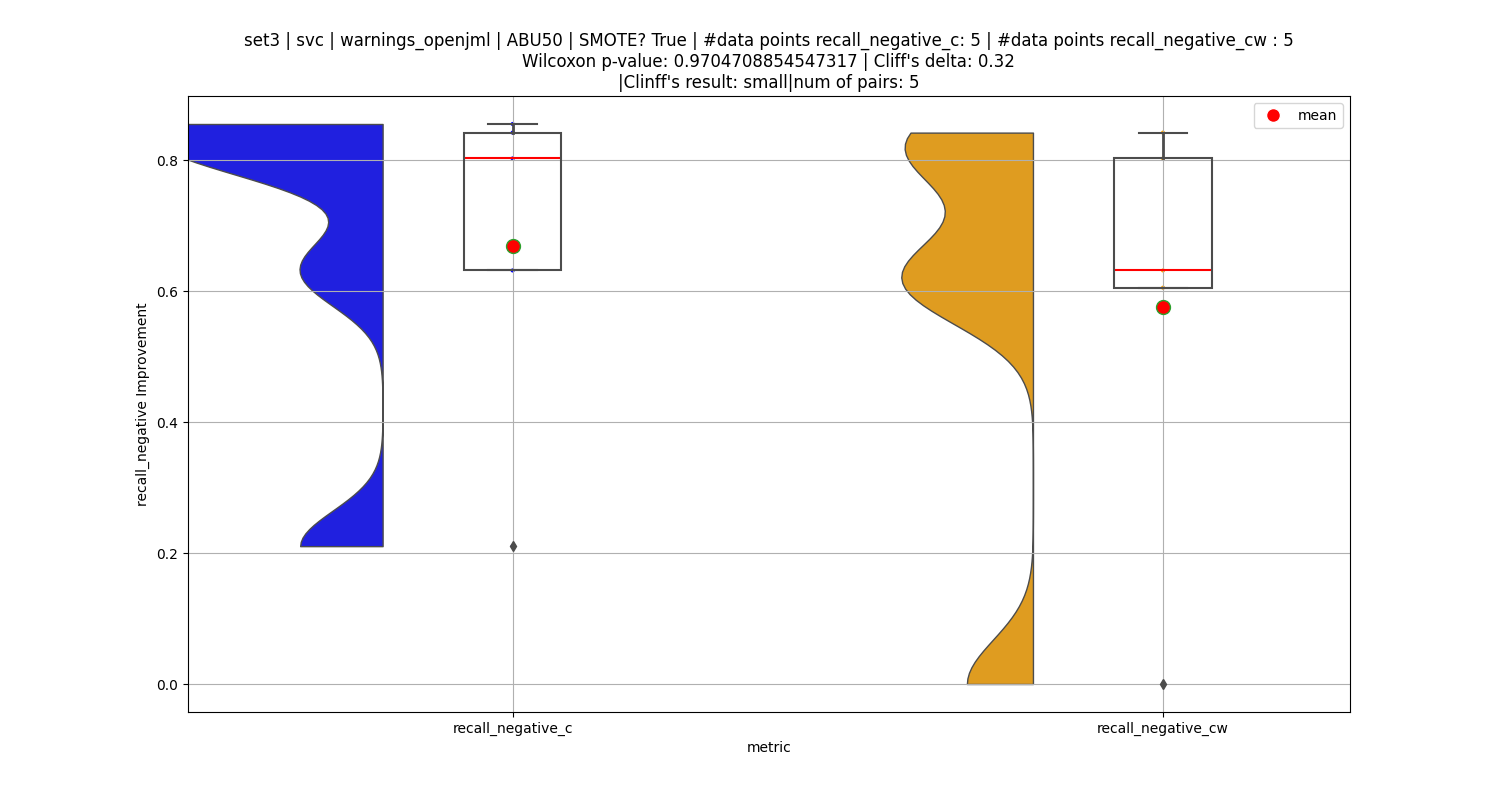 set3 | svc | warnings_openjml | ABU50 | SMOTE? True | #data points recall_negative_c: 5 | #data points recall_negative_cw : 5
Wilcoxon p-value: 0.9704708854547317 | Cliff's delta: 0.32
|Clinff's result: small|num of pairs: 5
mean
0.8
0.6
0.4
0.2
0.0
recall_negative Improvement
recall_negative_c
recall_negative_cw
metric